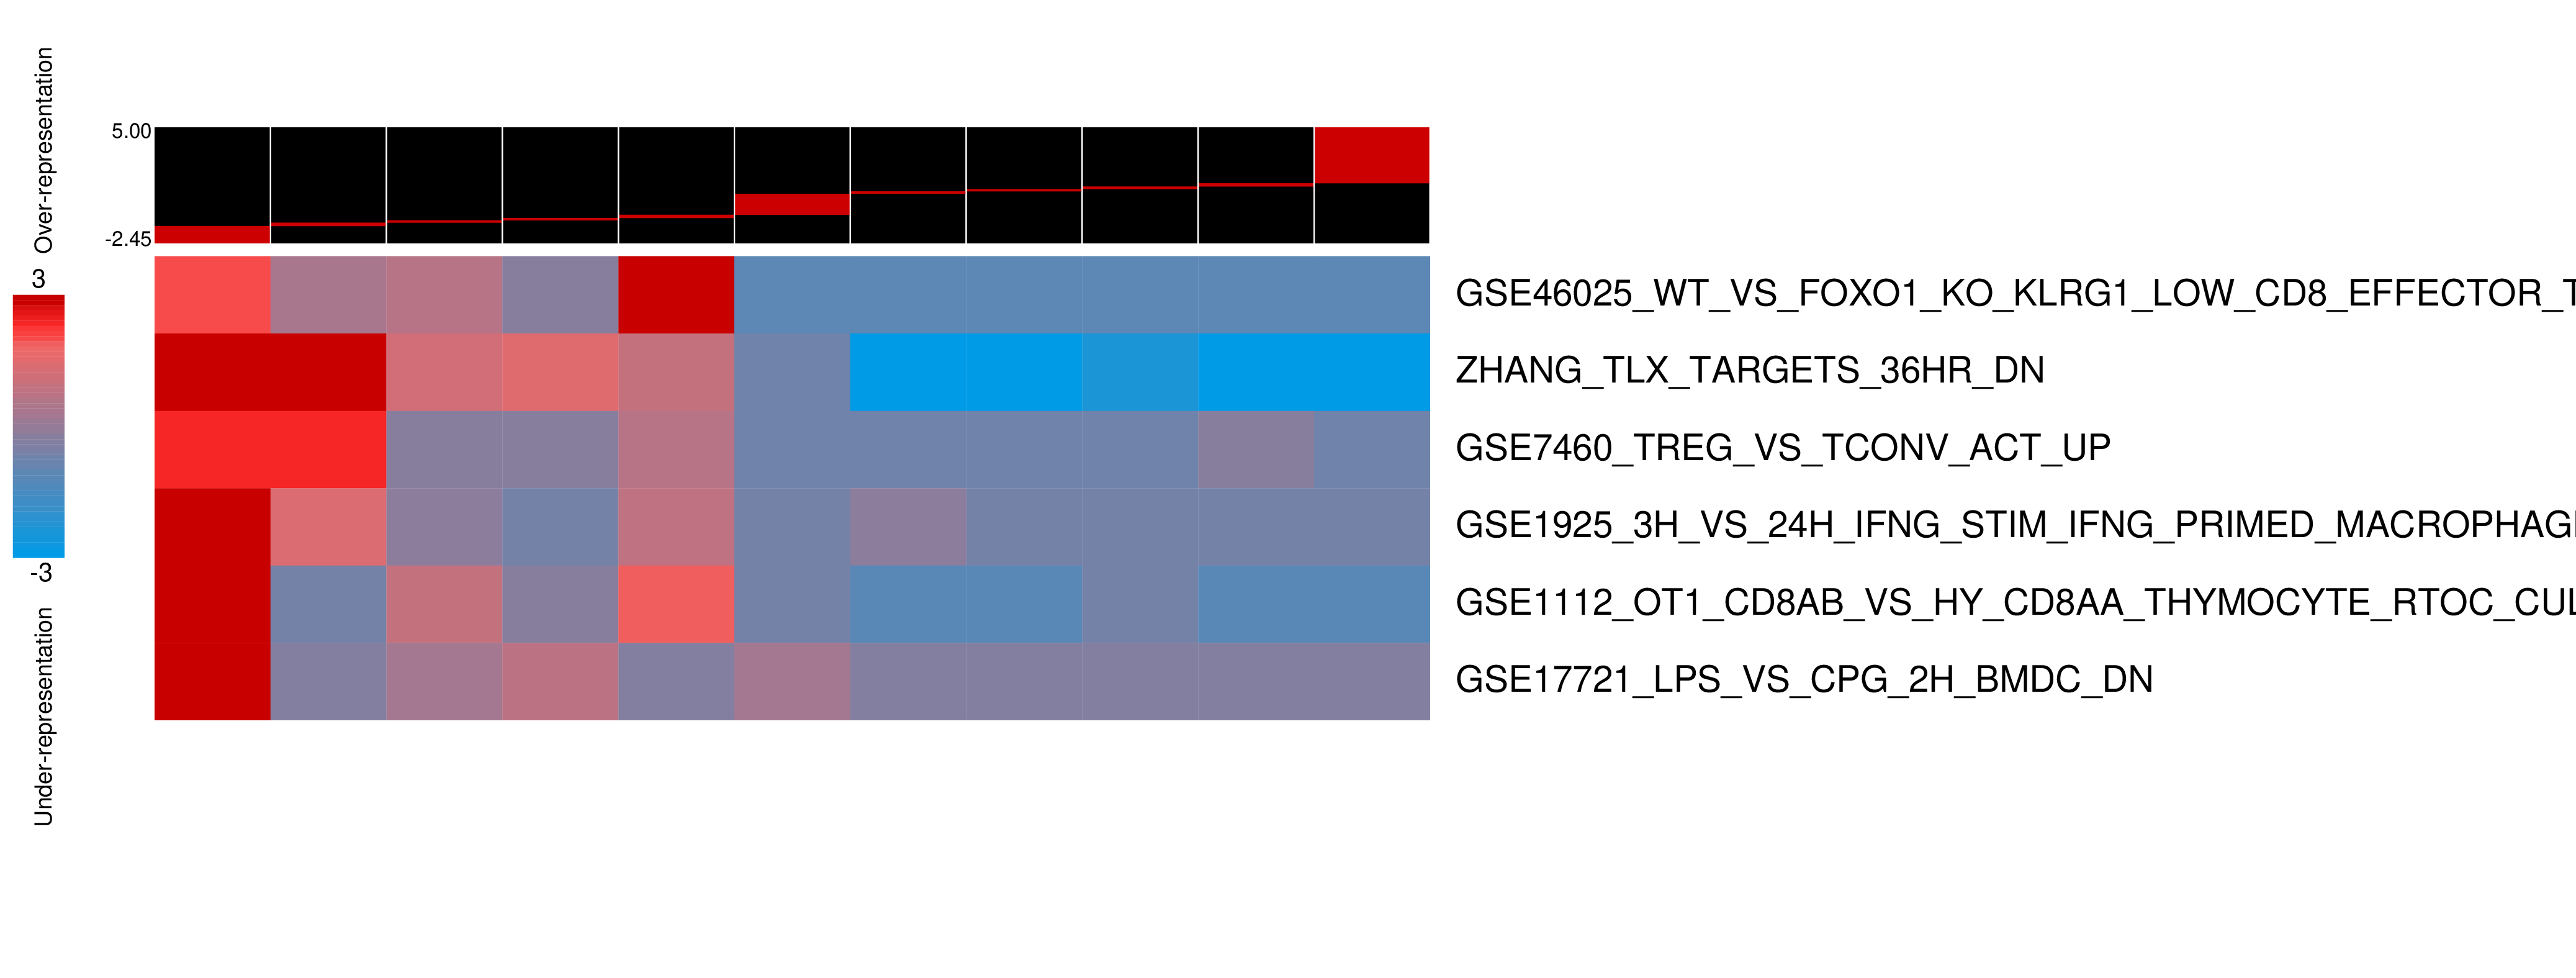 Over-representation
5.00
-2.45
3
-3
Under-representation
GSE46025_WT_VS_FOXO1_KO_KLRG1_LOW_CD8_EFFECTOR_T
ZHANG_TLX_TARGETS_36HR_DN
GSE7460_TREG_VS_TCONV_ACT_UP
GSE1925_3H_VS_24H_IFNG_STIM_IFNG_PRIMED_MACROPHAG
GSE1112_OT1_CD8AB_VS_HY_CD8AA_THYMOCYTE_RTOC_CUL
GSE17721_LPS_VS_CPG_2H_BMDC_DN